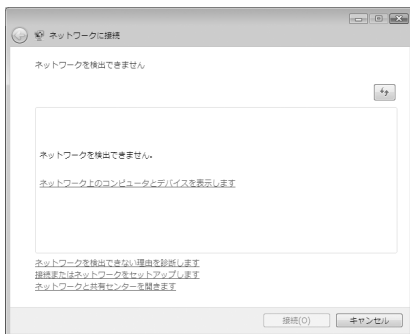 ネットワークに接続
ネットワークを検出できません
ネットワークを検出できません。
ネットワーク上のコンピュータとデバイスを表示します
ネットワークを検出できない理由を診断します
接続またはネットワークをセットアップします
ネットワークと共有センターを開きます
接続(O)
キャンセル